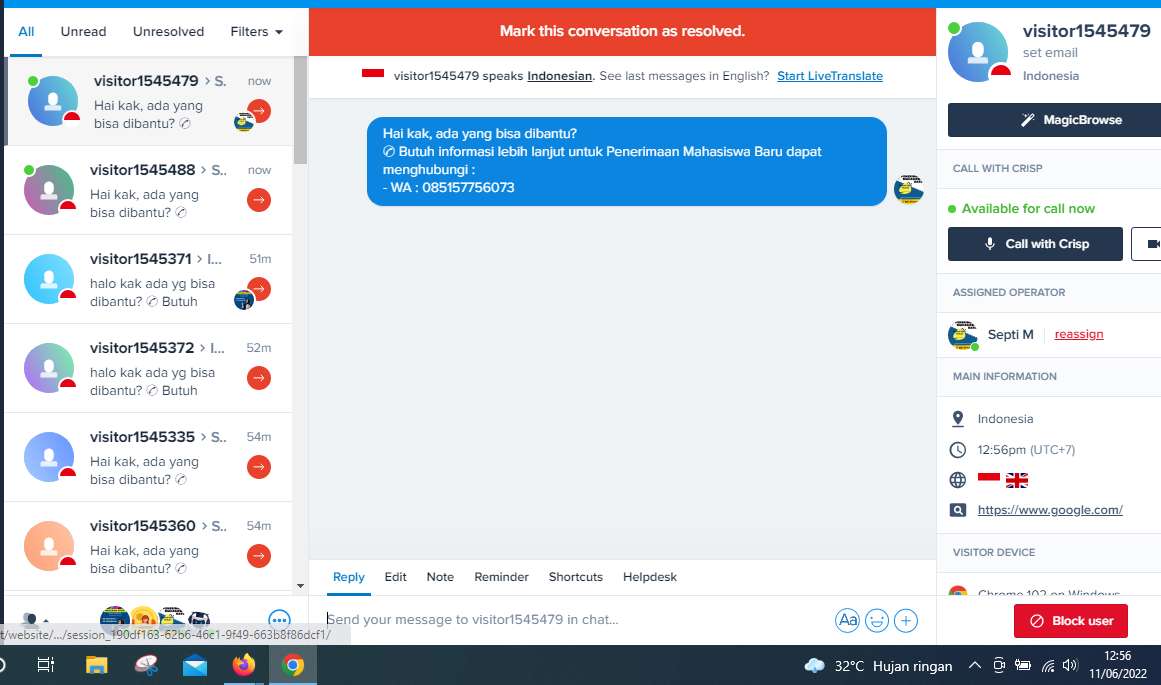 All Unread Unresolved Filters
visitor1545479 > S. now
Hai kak, ada yang
bisa dibantu? ✆
visitor1545488 > S.. now
Hai kak, ada yang
bisa dibantu? ✆
visitor1545371 > I... 51m
halo kak ada yg bisa
dibantu? ✆ Butuh
visitor1545372 > I... 52m
halo kak ada yg bisa
dibantu? ✆ Butuh
visitor1545335 > S.. 54m
Hai kak, ada yang
bisa dibantu? ✆
visitor1545360 > S.. 54m
Hai kak, ada yang
bisa dibantu? ✆
t/website/.../session_190df163-62b6-46c1-9f49-663b8f86dcf1/
Mark this conversation as resolved.
visitor1545479 speaks Indonesian. See last messages in English? Start LiveTranslate
Hai kak, ada yang bisa dibantu?
✆ Butuh informasi lebih lanjut untuk Penerimaan Mahasiswa Baru dapat
menghubungi :
- WA : 085157756073
Reply Edit Note Reminder Shortcuts Helpdesk
Send your message to visitor1545479 in chat...
Aa
visitor1545479
set email
Indonesia
MagicBrowse
CALL WITH CRISP
Available for call now
Call with Crisp
ASSIGNED OPERATOR
Septi M reassign
MAIN INFORMATION
Indonesia
12:56pm (UTC+7)
https://www.google.com/
VISITOR DEVICE
Chrome 102 on Windows
Block user
32°C Hujan ringan
12:56
11/06/2022